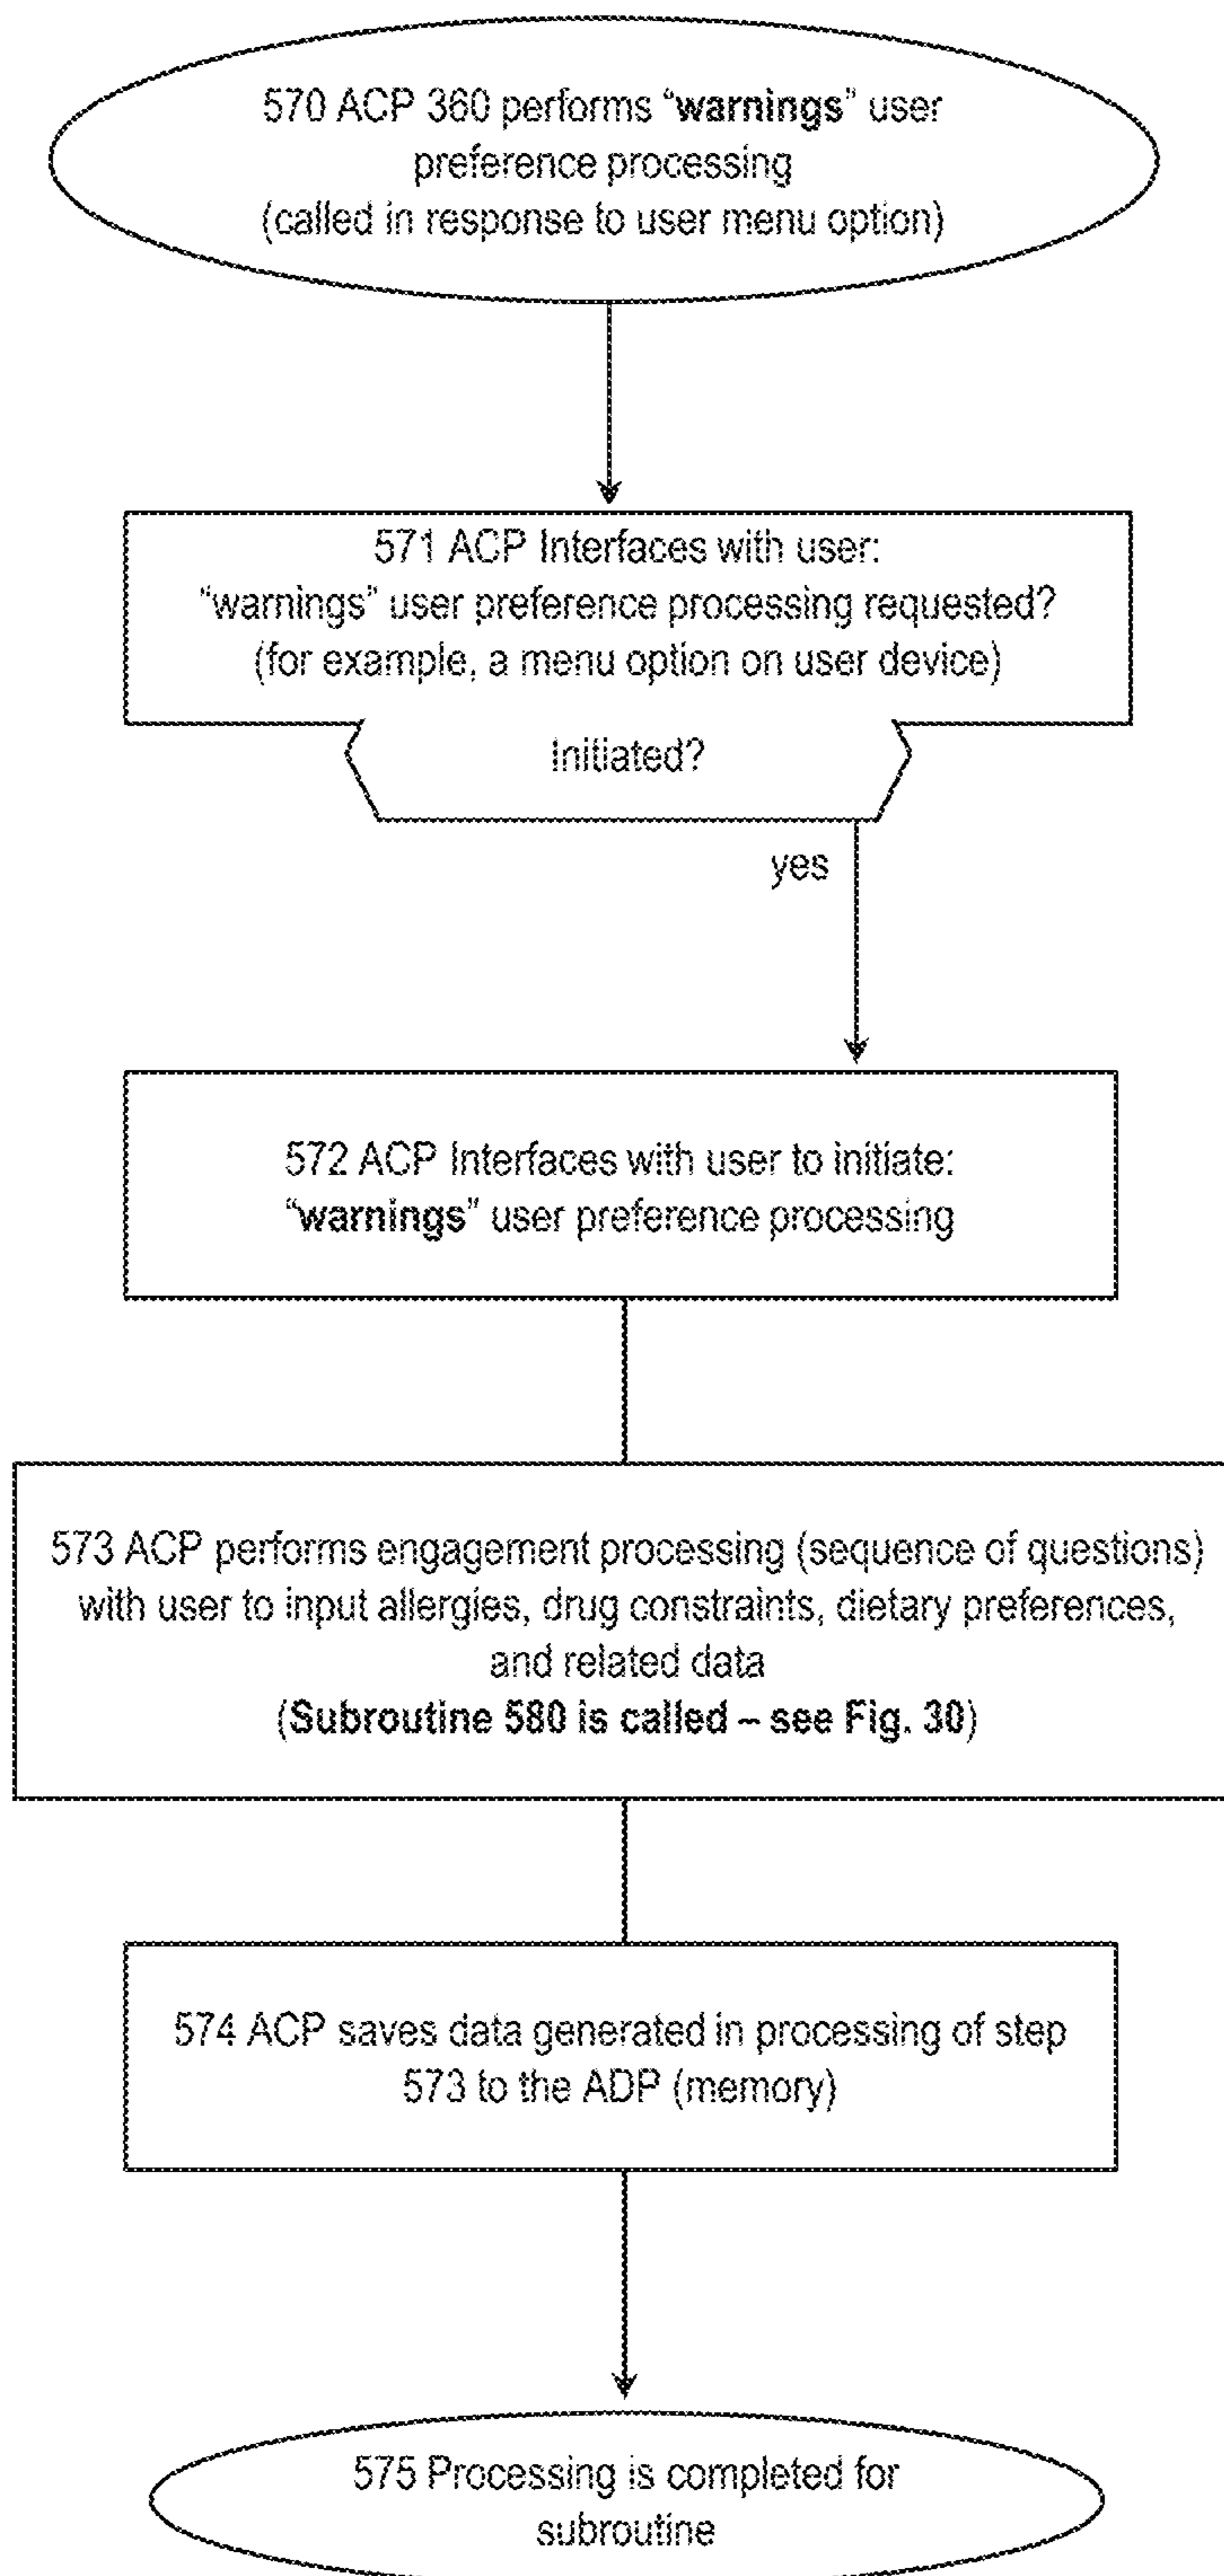 570 ACP 360 performs “warnings” user
preference processing
(called in response to user menu option)
571 ACP Interfaces with user:
“warnings” user preference processing requested?
(for example, a menu option on user device)
Initiated?
yes
572 ACP Interfaces with user to initiate:
“warnings” user preference processing
573 ACP performs engagement processing (sequence of questions)
with user to input allergies, drug constraints, dietary preferences,
and related data
(Subroutine 580 is called – see Fig. 30)
574 ACP saves data generated in processing of step
573 to the ADP (memory)
575 Processing is completed for
subroutine